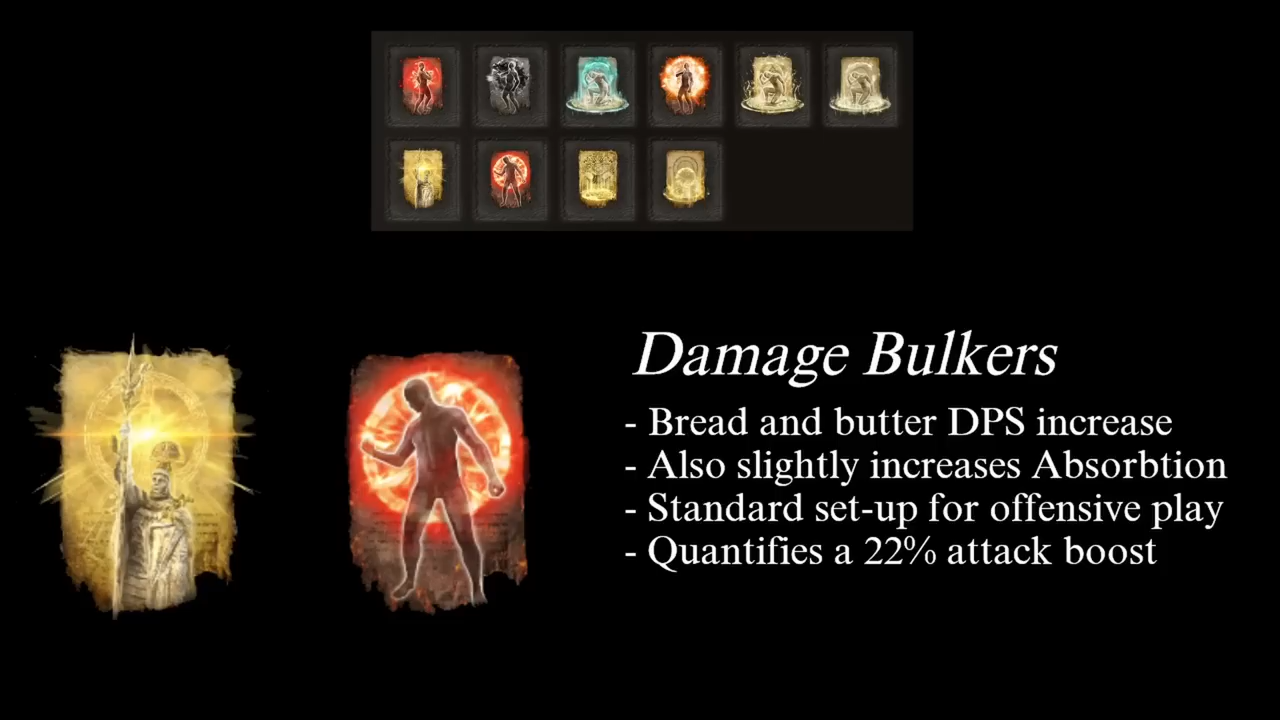 Damage Bulkers
- Bread and butter DPS increase
- Also slightly increases Absorbtion
- Standard set-up for offensive play
- Quantifies a 22% attack boost